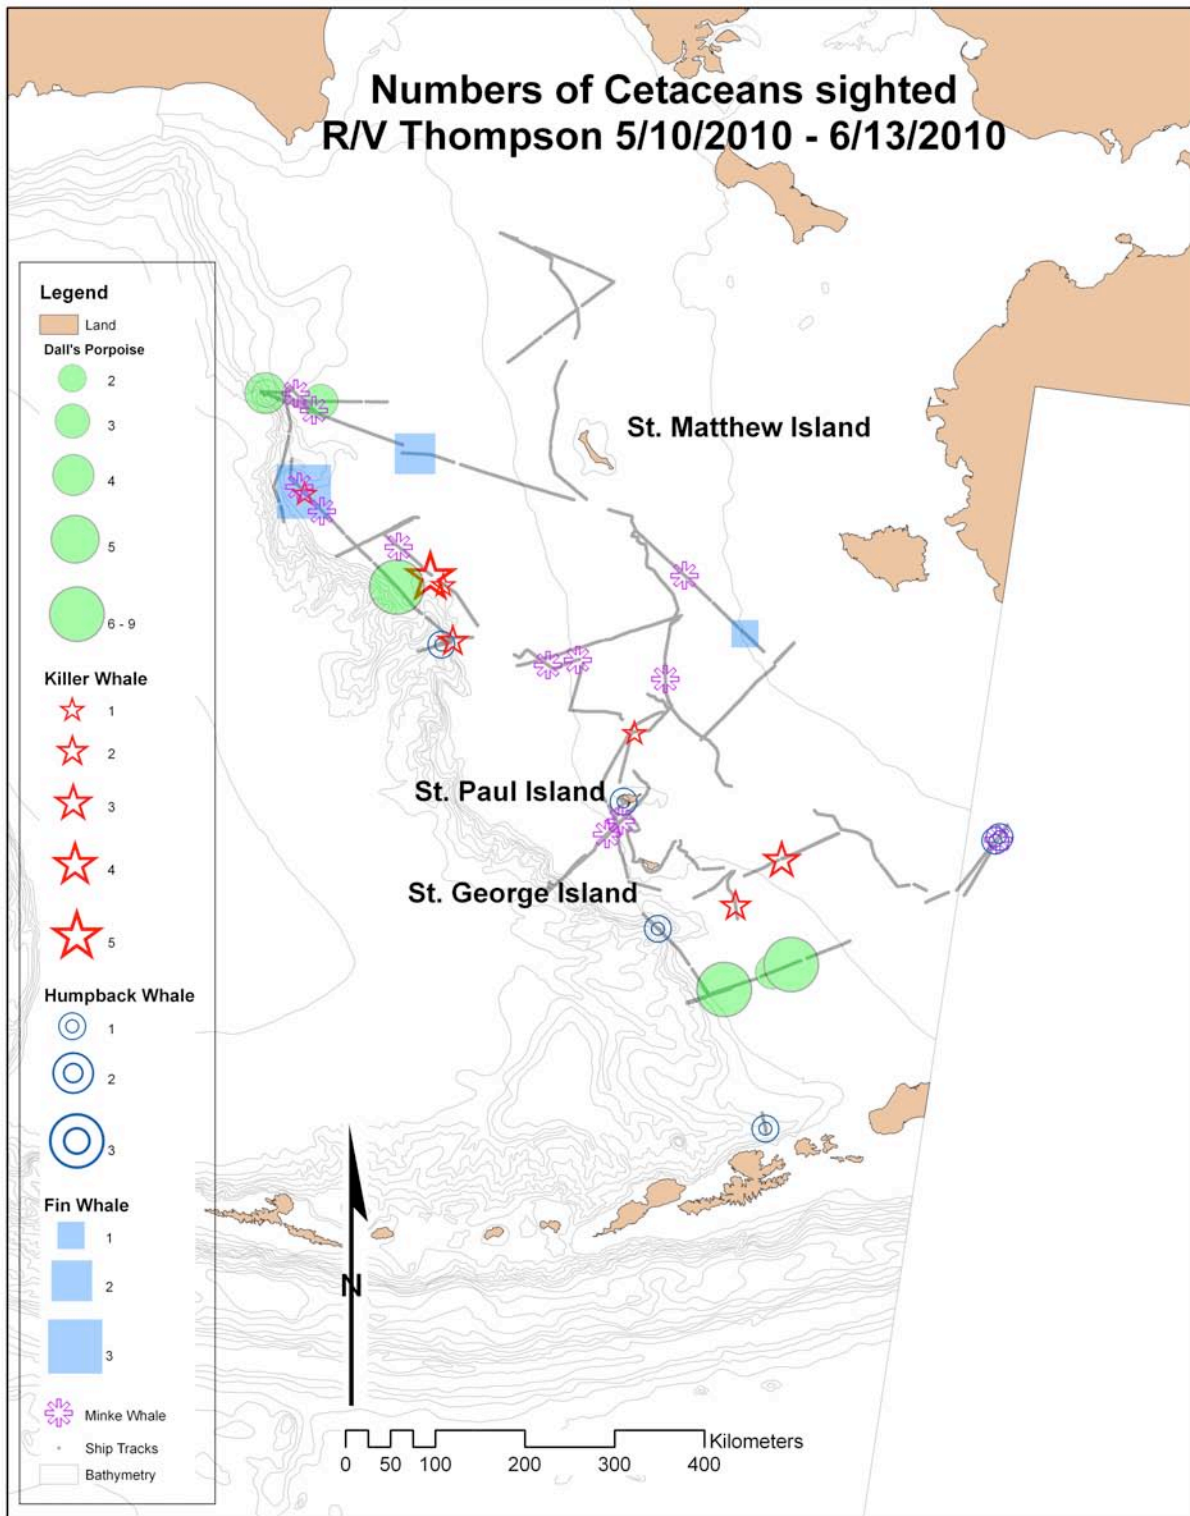 Numbers of Cetaceans sighted
R/V Thompson 5/10/2010 - 6/13/2010
St. Matthew Island
St. Paul Island
St. George Island
Legend
Land
Dall's Porpoise
2
3
4
5
6 - 9
Killer Whale
1
2
3
4
5
Humpback Whale
1
2
3
Fin Whale
1
2
3
Minke Whale
Ship Tracks
Bathymetry
N
Kilometers
0 50 100 200 300 400